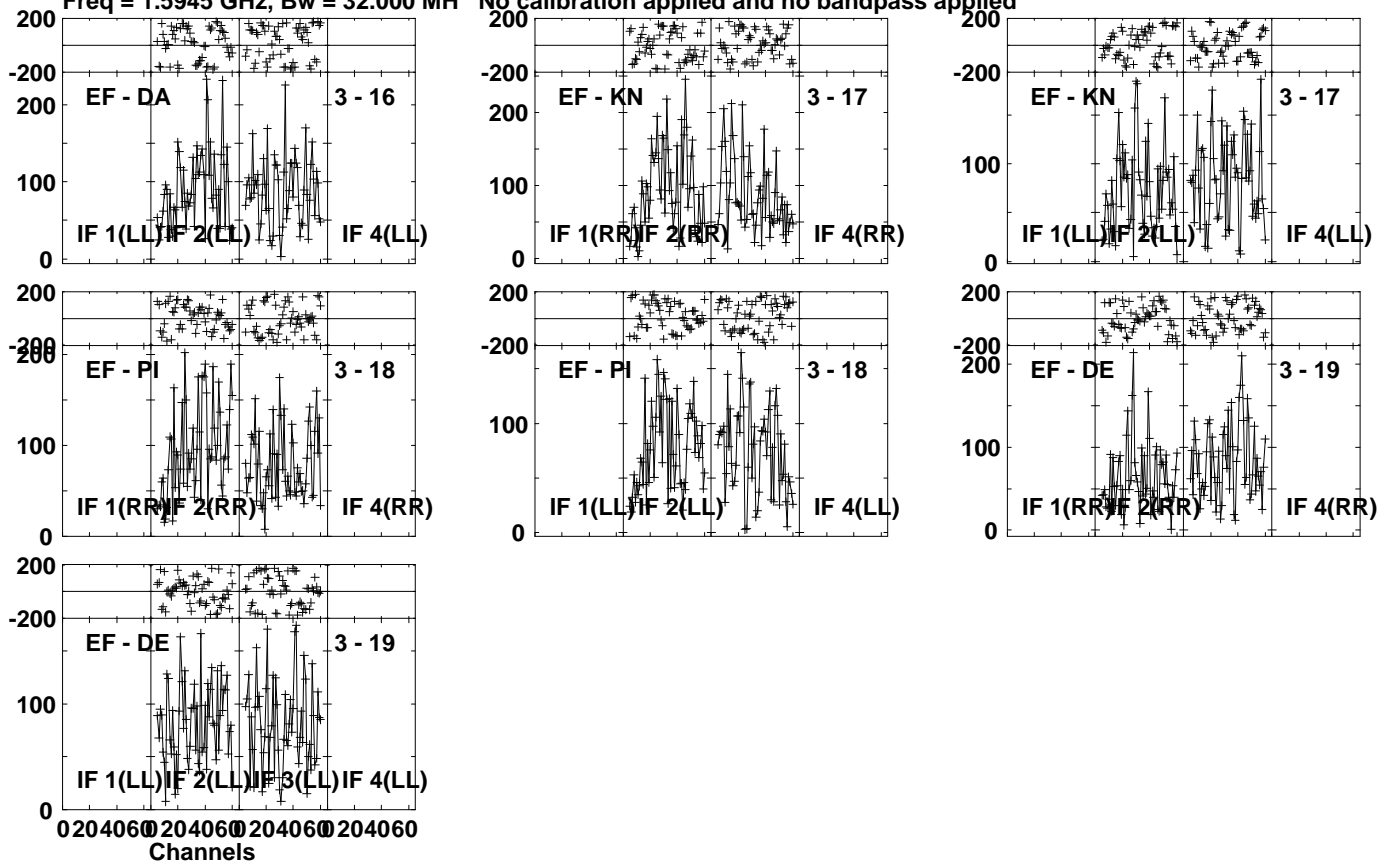 Freq = 1.5945 GHz, Bw = 32.000 MH No calibration applied and no bandpass applied
200
-200
EF - DA 3 - 16
200
100
IF 1(LL) IF 2(LL) IF 4(LL)
0
200
-200
EF - KN 3 - 17
200
100
IF 1(RR) IF 2(RR) IF 4(RR)
0
200
-200
EF - KN 3 - 17
100
IF 1(LL) IF 2(LL) IF 4(LL)
0
200
-200
200
EF - PI 3 - 18
100
IF 1(RR) IF 2(RR) IF 4(RR)
0
200
-200
EF - PI 3 - 18
100
IF 1(LL) IF 2(LL) IF 4(LL)
0
200
-200
200
EF - DE 3 - 19
100
IF 1(RR) IF 2(RR) IF 4(RR)
0
200
-200
EF - DE 3 - 19
100
IF 1(LL) IF 2(LL) IF 3(LL) IF 4(LL)
0
0 20 40 60 0 20 40 60 0 20 40 60 0 20 40 60
Channels